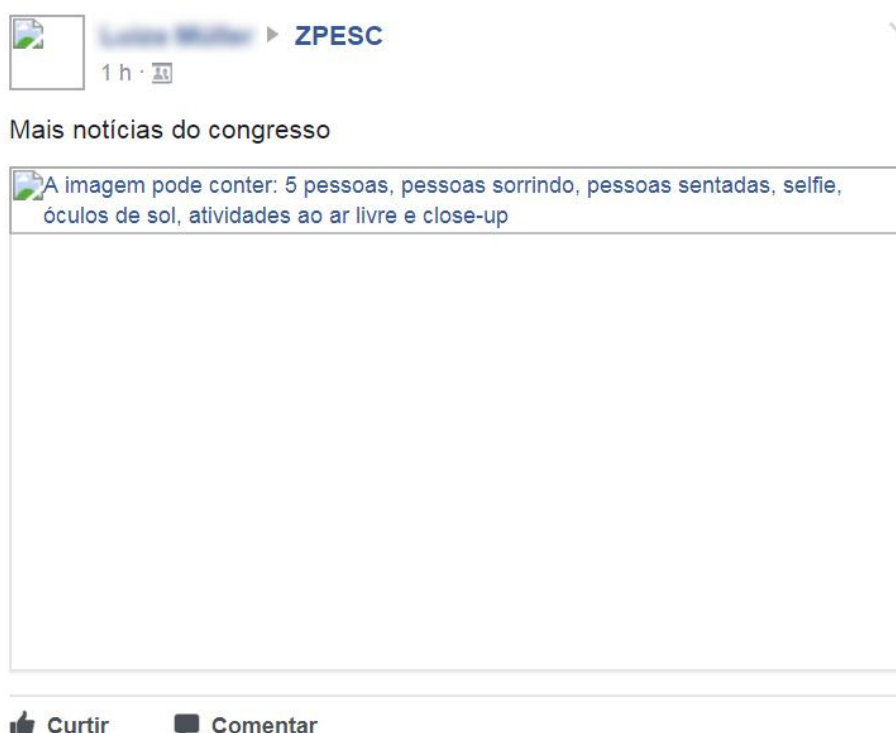 ZPESC
1 h ·
Mais notícias do congresso
A imagem pode conter: 5 pessoas, pessoas sorrindo, pessoas sentadas, selfie,
óculos de sol, atividades ao ar livre e close-up
Curtir Comentar